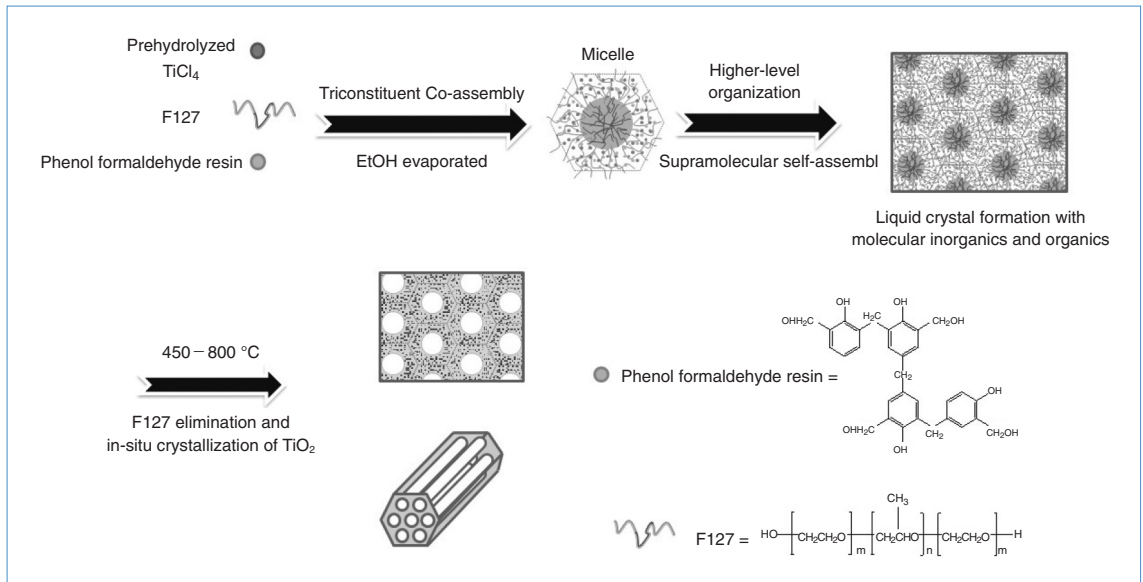 Prehydrolyzed
TiCl₄
F127
Phenol formaldehyde resin
Triconstituent Co-assembly
EtOH evaporated
Micelle
Higher-level
organization
Supramolecular self-assembl
Liquid crystal formation with
molecular inorganics and organics
450 – 800 °C
F127 elimination and
in-situ crystallization of TiO₂
Phenol formaldehyde resin =
OH
OHH₂C
H₂C
OH
CH₂OH
CH₂
OHH₂C
OH
CH₂
OH
CH₂OH
F127 =
CH₃
HO[CH₂CH₂O]m[CH₂CHO]n[CH₂CH₂O]mH